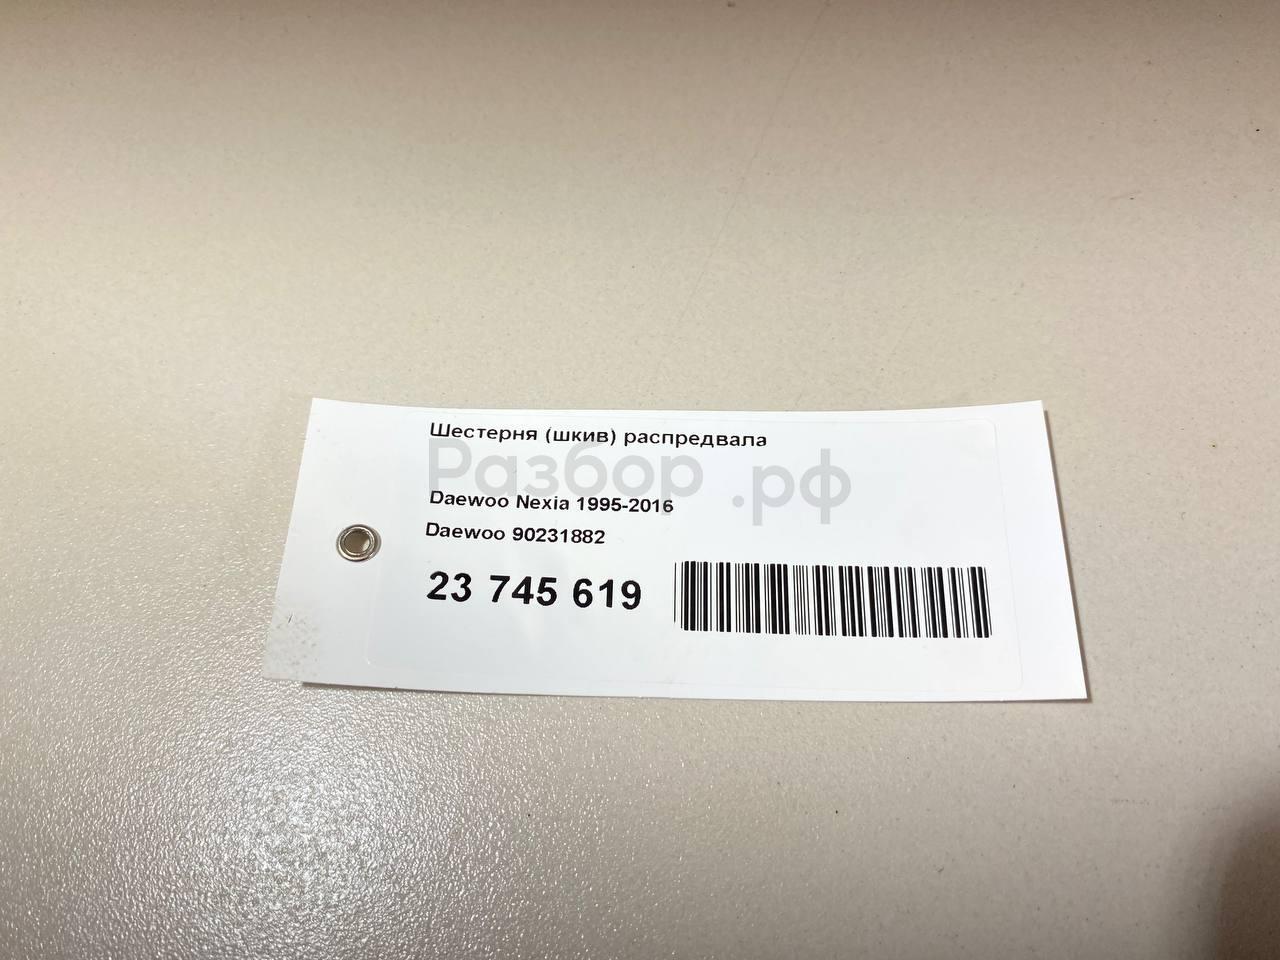 Шестерня (шкив) распредвала
Разбор.рф
Daewoo Nexia 1995-2016
Daewoo 90231882
23 745 619